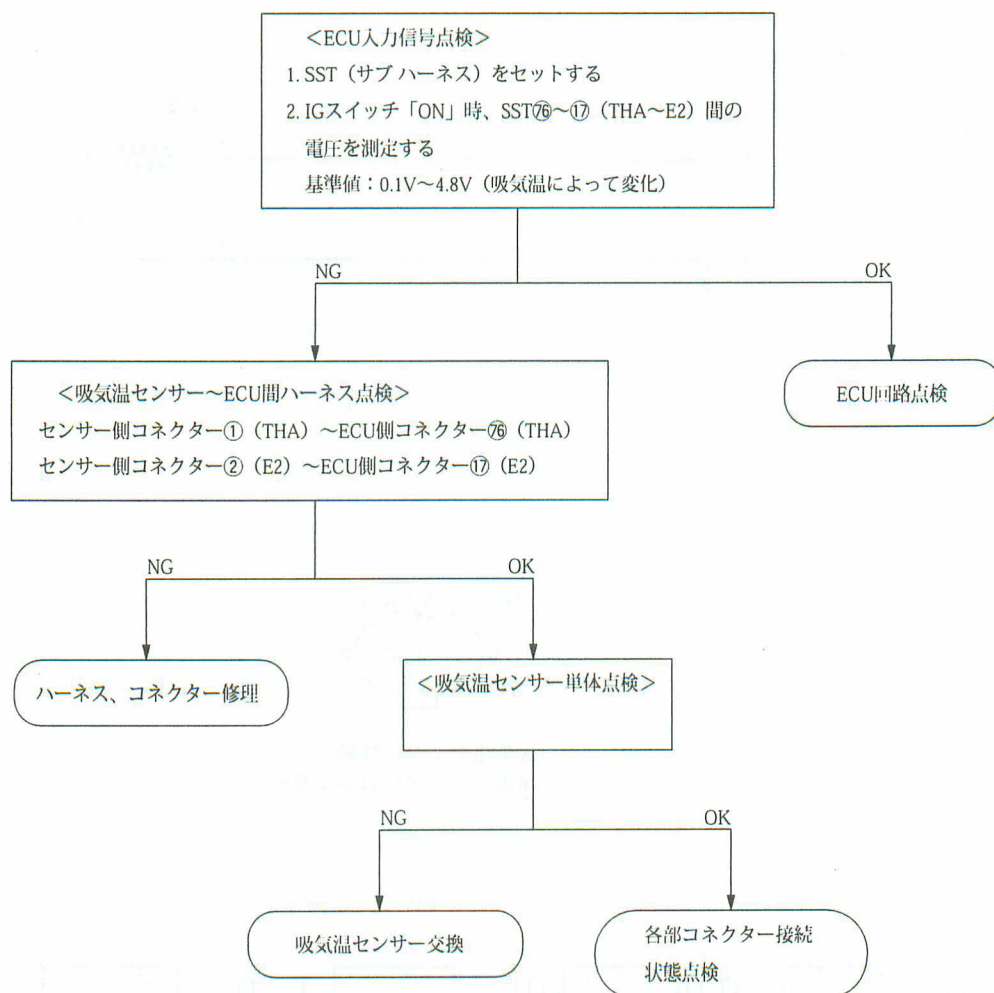 <ECU入力信号点検>
1. SST（サブ ハーネス）をセットする
2. IGスイッチ「ON」時、SST㊆～⑰（THA～E2）間の
電圧を測定する
基準値：0.1V～4.8V（吸気温によって変化）
NG
OK
<吸気温センサー～ECU間ハーネス点検>
センサー側コネクター①（THA）～ECU側コネクター76（THA）
センサー側コネクター②（E2）～ECU側コネクター⑰（E2）
ECU回路点検
NG
OK
ハーネス、コネクター修理
<吸気温センサー単体点検>
NG
OK
吸気温センサー交換
各部コネクター接続
状態点検